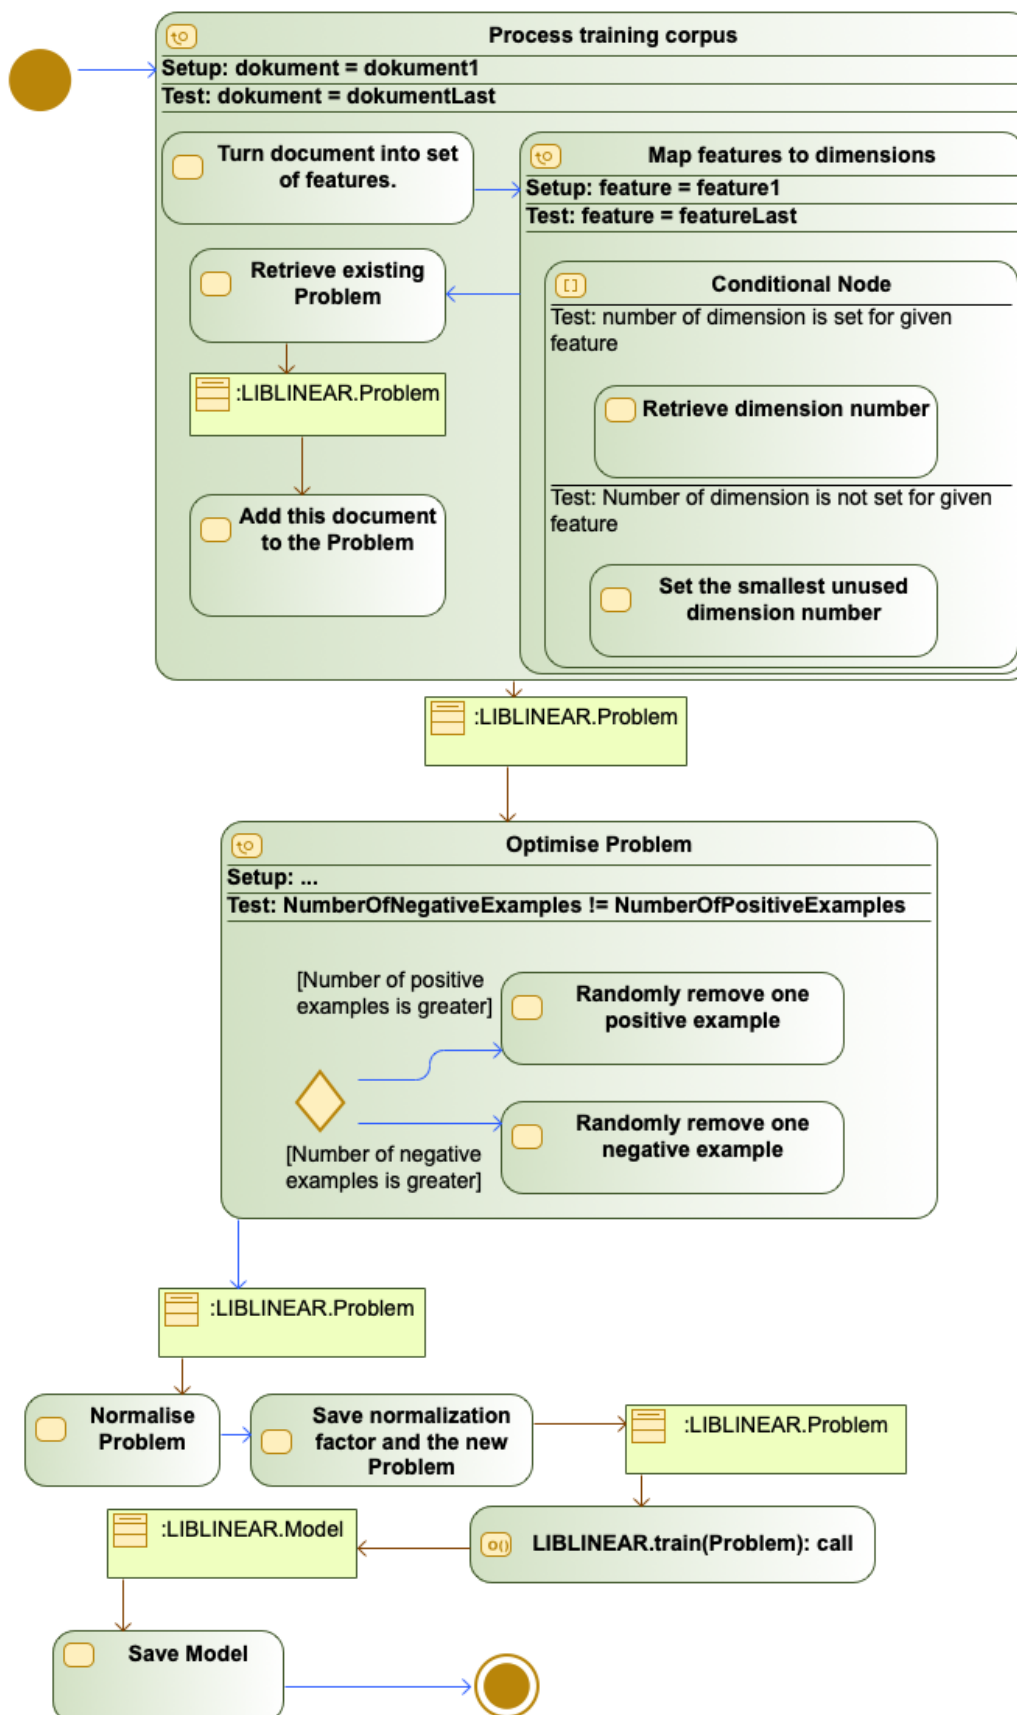 Process training corpus
Setup: dokument = dokument1
Test: dokument = dokumentLast
Turn document into set
of features.
Map features to dimensions
Setup: feature = feature1
Test: feature = featureLast
Retrieve existing
Problem
:LIBLINEAR.Problem
Add this document
to the Problem
Conditional Node
Test: number of dimension is set for given
feature
Retrieve dimension number
Test: Number of dimension is not set for given
feature
Set the smallest unused
dimension number
:LIBLINEAR.Problem
Optimise Problem
Setup: ...
Test: NumberOfNegativeExamples != NumberOfPositiveExamples
[Number of positive
examples is greater]
Randomly remove one
positive example
[Number of negative
examples is greater]
Randomly remove one
negative example
:LIBLINEAR.Problem
Normalise
Problem
Save normalization
factor and the new
Problem
:LIBLINEAR.Problem
o()
LIBLINEAR.train(Problem): call
:LIBLINEAR.Model
Save Model